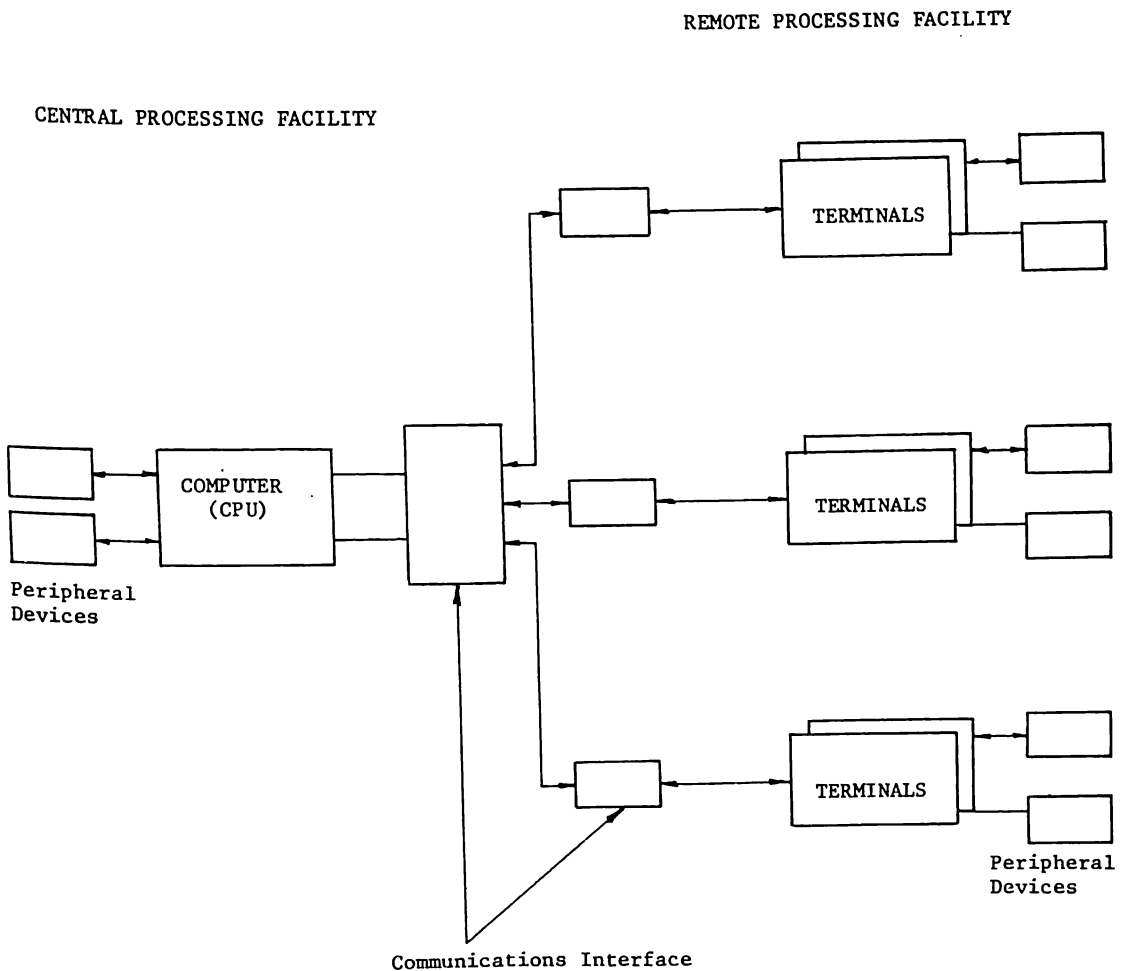 REMOTE PROCESSING FACILITY
CENTRAL PROCESSING FACILITY
TERMINALS
COMPUTER
(CPU)
TERMINALS
Peripheral
Devices
TERMINALS
Peripheral
Devices
Communications Interface